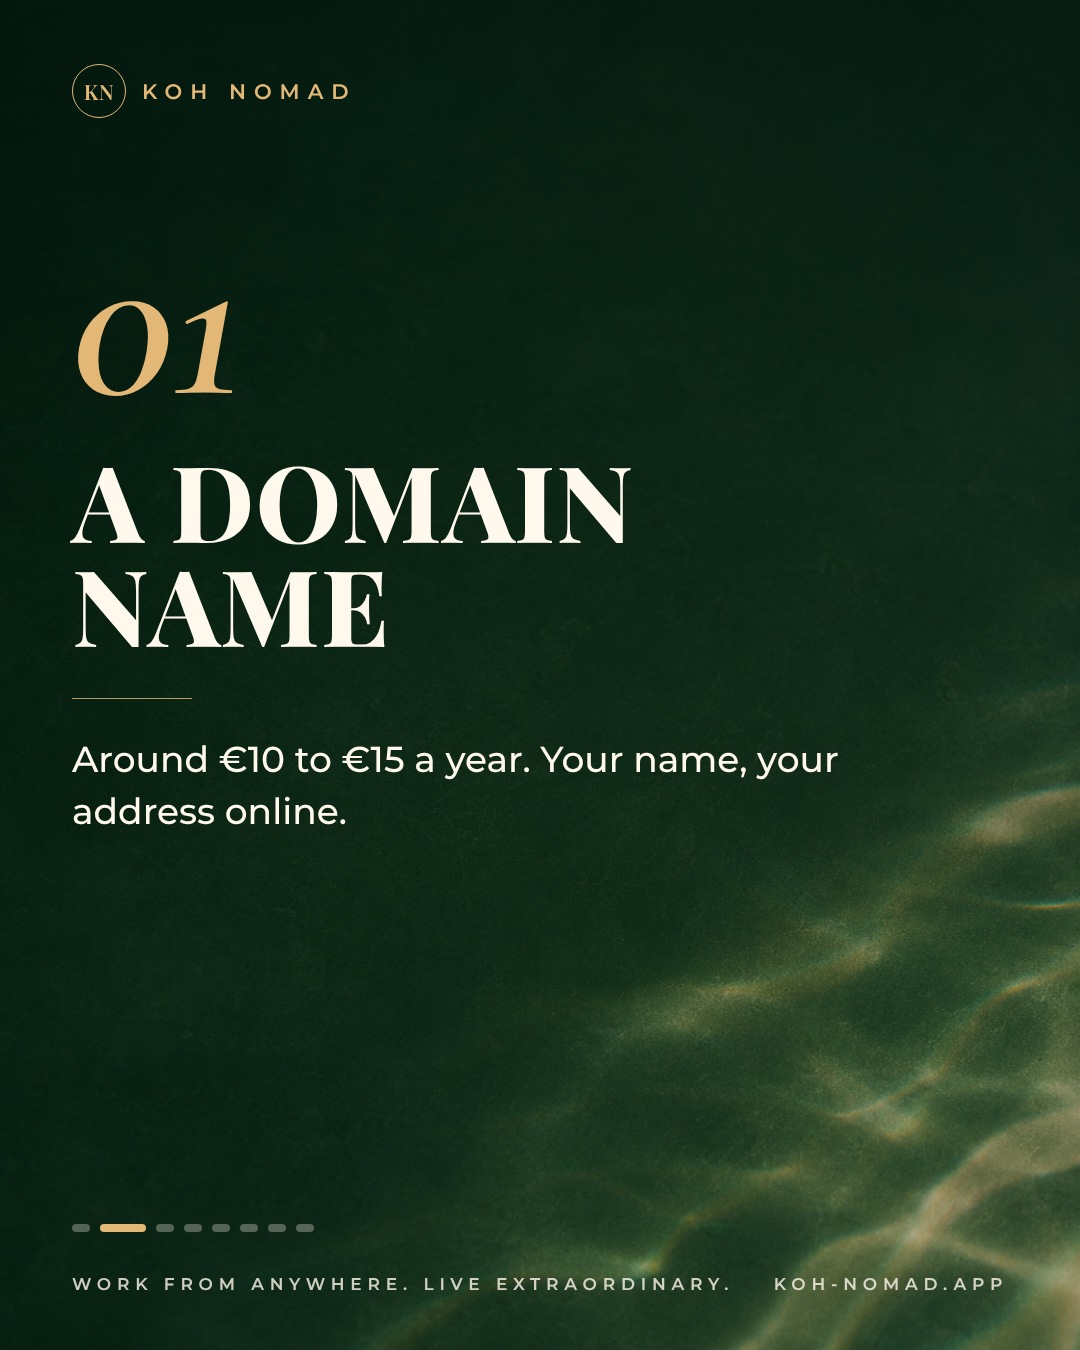 KN KOH NOMAD
01
A DOMAIN
NAME
Around €10 to €15 a year. Your name, your
address online.
WORK FROM ANYWHERE. LIVE EXTRAORDINARY. KOH-NOMAD.APP